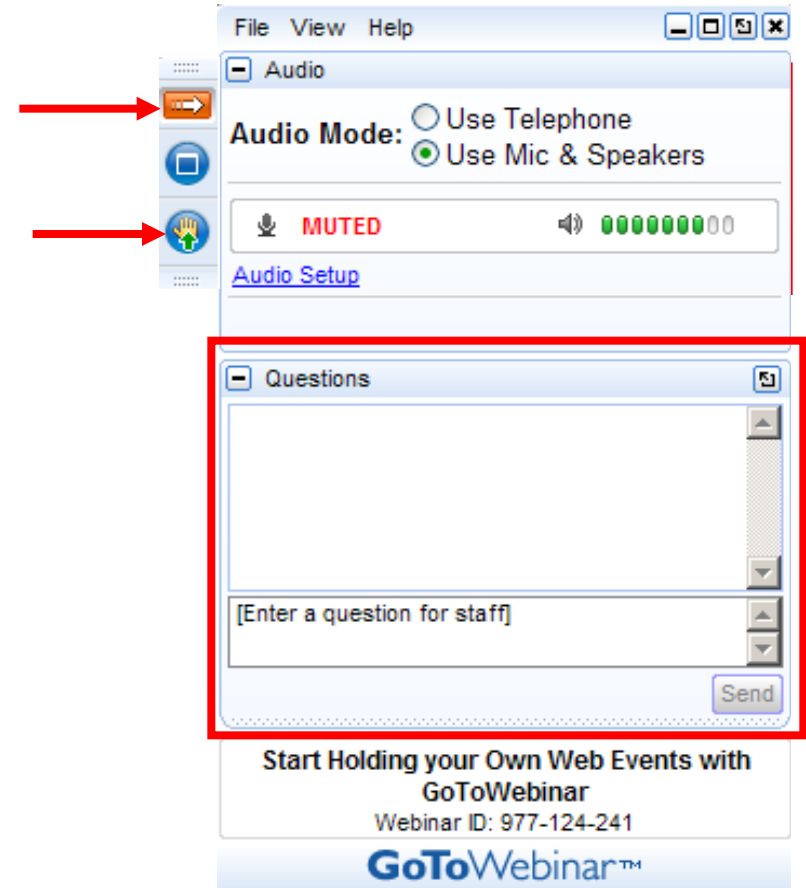 File View Help
Audio
Audio Mode:
Use Telephone
Use Mic & Speakers
MUTED
Audio Setup
Questions
[Enter a question for staff]
Send
Start Holding your Own Web Events with
GoToWebinar
Webinar ID: 977-124-241
GoToWebinar™